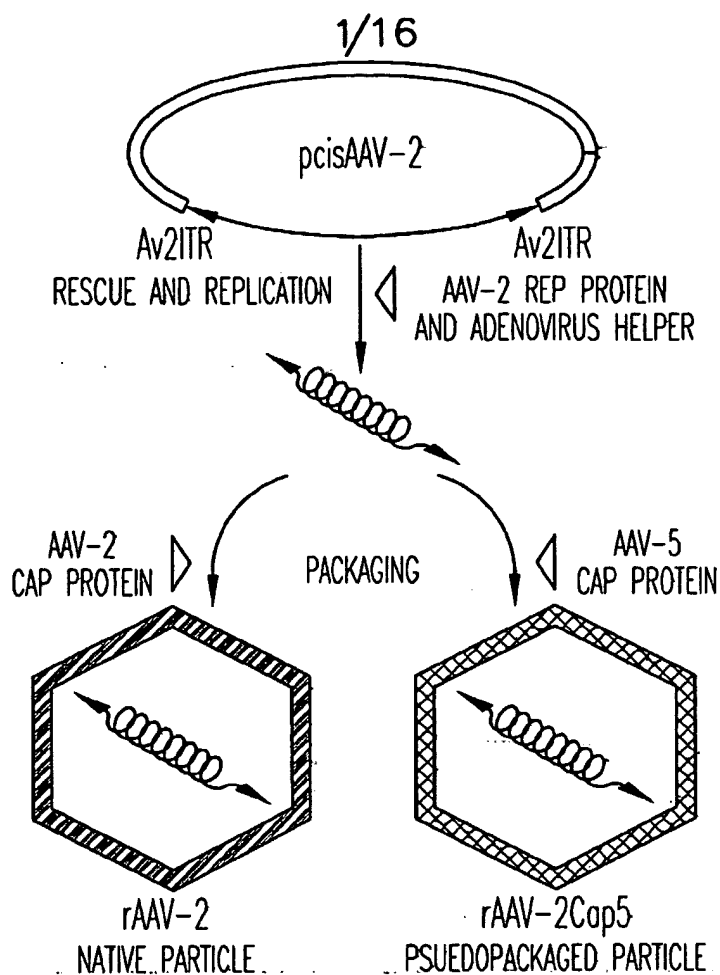 1/16
pcisAAV-2
Av2ITR
Av2ITR
RESCUE AND REPLICATION
AAV-2 REP PROTEIN
AND ADENOVIRUS HELPER
AAV-2
CAP PROTEIN
PACKAGING
AAV-5
CAP PROTEIN
rAAV-2
NATIVE PARTICLE
rAAV-2Cap5
PSUEDOPACKAGED PARTICLE